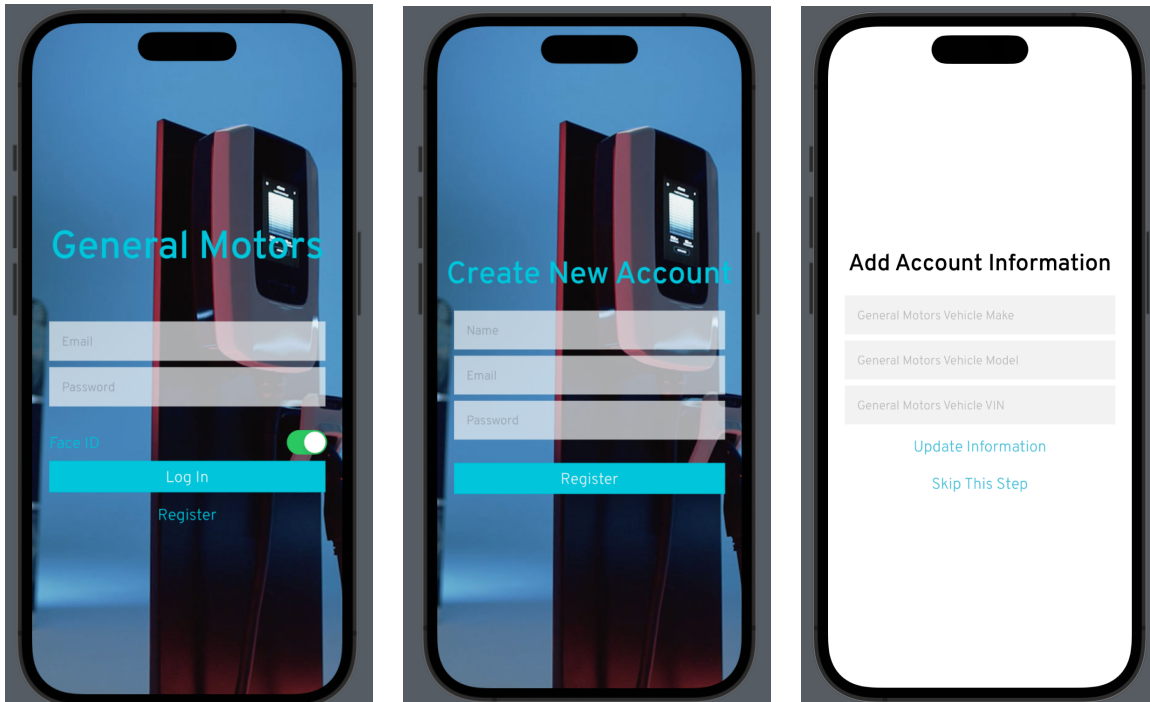 General Motors
Email
Password
Face ID
Log In
Register
Create New Account
Name
Email
Password
Register
Add Account Information
General Motors Vehicle Make
General Motors Vehicle Model
General Motors Vehicle VIN
Update Information
Skip This Step